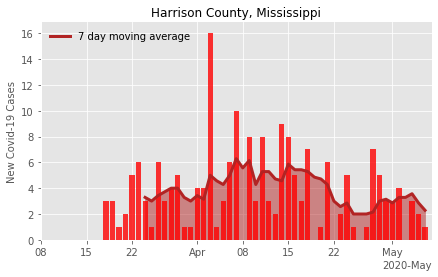 Harrison County, Mississippi
7 day moving average
New Covid-19 Cases
16
14
12
10
8
6
4
2
0
08 15 22 Apr 08 15 22 May
2020-May